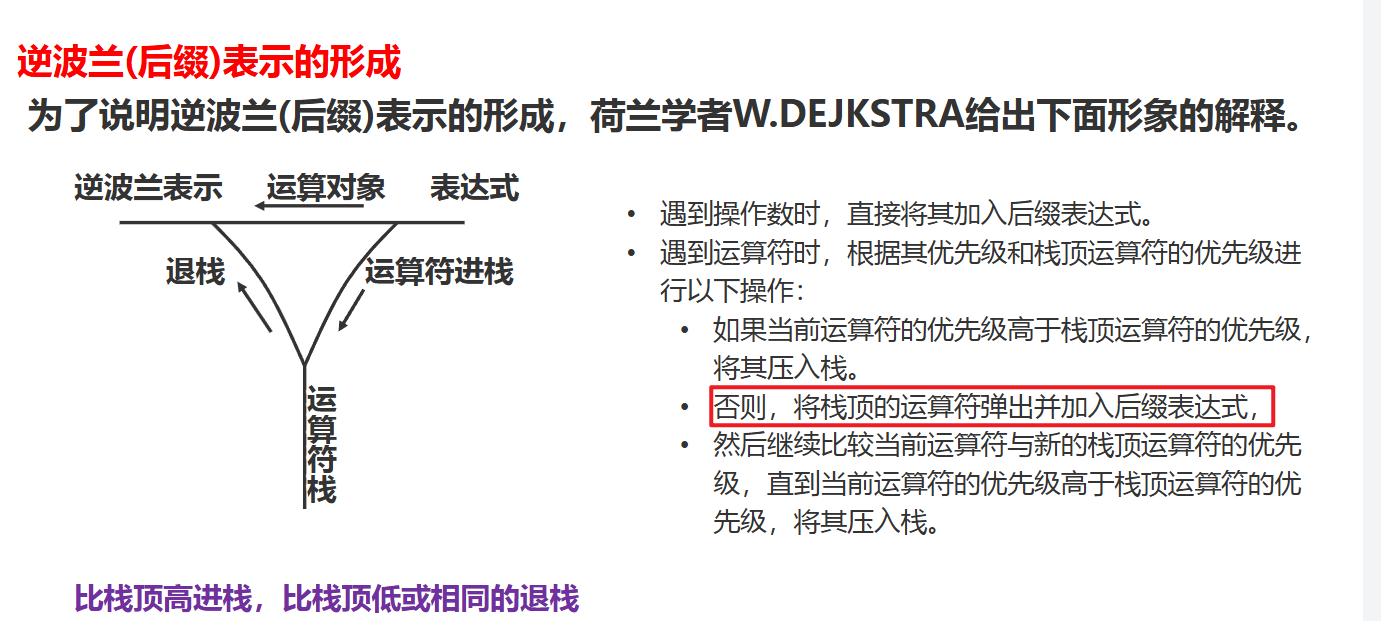 逆波兰(后缀)表示的形成
为了说明逆波兰(后缀)表示的形成，荷兰学者W.DEJKSTRA给出下面形象的解释。
逆波兰表示 运算对象 表达式
退栈
运算符进栈
运算符栈
• 遇到操作数时，直接将其加入后缀表达式。
• 遇到运算符时，根据其优先级和栈顶运算符的优先级进
行以下操作：
• 如果当前运算符的优先级高于栈顶运算符的优先级，
将其压入栈。
• 否则，将栈顶的运算符弹出并加入后缀表达式，
• 然后继续比较当前运算符与新的栈顶运算符的优先
级，直到当前运算符的优先级高于栈顶运算符的优
先级，将其压入栈。
比栈顶高进栈，比栈顶低或相同的退栈